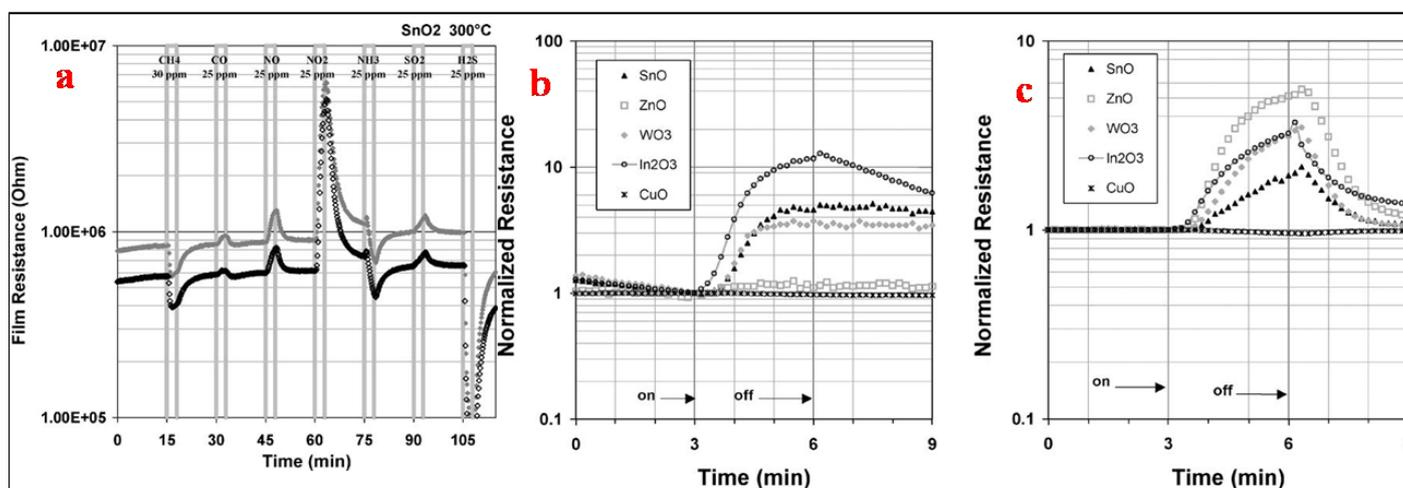 SnO2 300°C
1.00E+07
CH4 CO NO NO2 NH3 SO2 H2S
a
30 ppm 25 ppm 25 ppm 25 ppm 25 ppm 25 ppm 25 ppm
1.00E+06
1.00E+05
Film Resistance (Ohm)
0 15 30 45 60 75 90 105
Time (min)
100
b
SnO
ZnO
WO3
In2O3
CuO
10
1
0.1
Normalized Resistance
on
off
0 3 6 9
Time (min)
10
c
SnO
ZnO
WO3
In2O3
CuO
1
0.1
Normalized Resistance
on
off
0 3 6
Time (min)